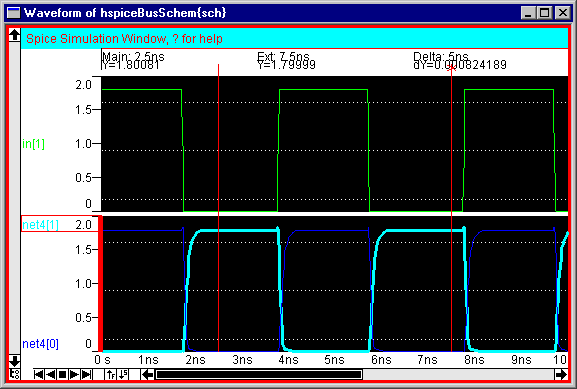 Waveform of hspiceBusSchem{sch}
Spice Simulation Window, ? for help
Main: 2.5ns Ext: 7.5ns Delta: 5ns
Y=1.80081 Y=1.79999 dY=0.000824189
2.0
1.5
in[1]
1.0
0.5
0
net4[1]
2.0
1.5
1.0
0.5
net4[0]
0
0 s 1ns 2ns 3ns 4ns 5ns 6ns 7ns 8ns 9ns 10